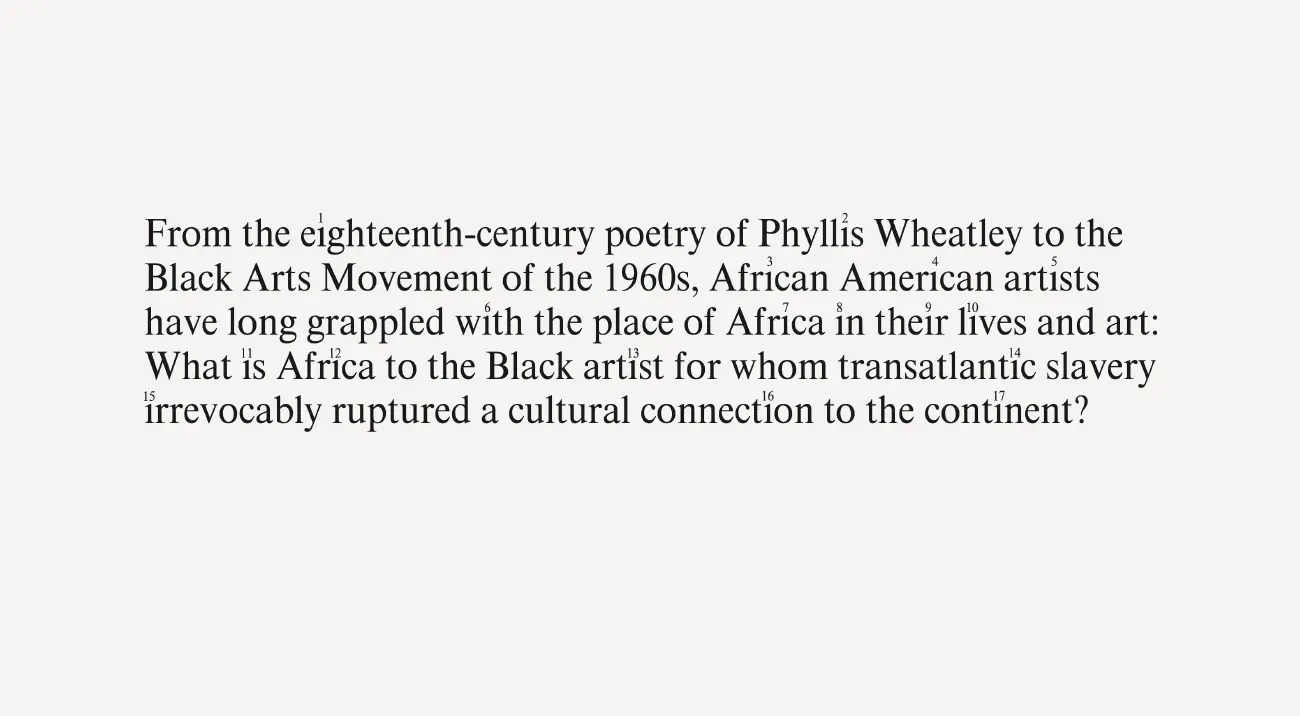 From the eighteenth-century poetry of Phyllis Wheatley to the
Black Arts Movement of the 1960s, African American artists
have long grappled with the place of Africa in their lives and art:
What is Africa to the Black artist for whom transatlantic slavery
irrevocably ruptured a cultural connection to the continent?